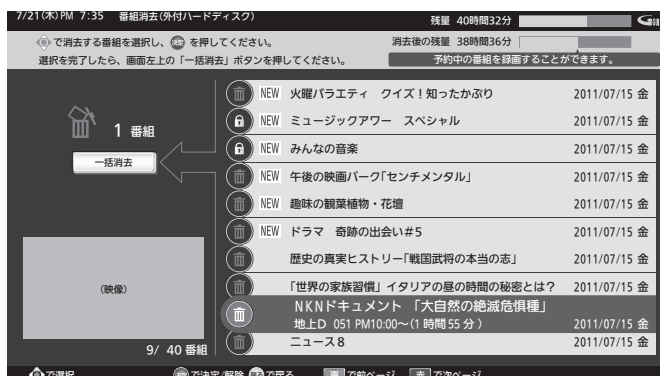 7/21(木)PM 7:35 番組消去(外付ハードディスク)
残量 40時間32分
で消去する番組を選択し、 を押してください。
消去後の残量 38時間36分
選択を完了したら、画面左上の「一括消去」ボタンを押してください。
予約中の番組を録画することができます。
NEW 火曜バラエティ クイズ!知ったかぶり 2011/07/15 金
NEW ミュージックアワー スペシャル 2011/07/15 金
1 番組
NEW みんなの音楽 2011/07/15 金
一括消去
NEW 午後の映画パーク「センチメンタル」 2011/07/15 金
NEW 趣味の観葉植物・花壇 2011/07/15 金
NEW ドラマ 奇跡の出会い#5 2011/07/15 金
歴史の真実ヒストリー「戦国武将の本当の志」 2011/07/15 金
(映像)
「世界の家族習慣」イタリアの昼の時間の秘密とは? 2011/07/15 金
NKNドキュメント 「大自然の絶滅危惧種」
地上D 051 PM10:00~(1時間55分) 2011/07/15 金
9/ 40番組
ニュース8 2011/07/15 金
で選択 で決定/解除 で戻る 青 で前ページ 赤 で次ページ